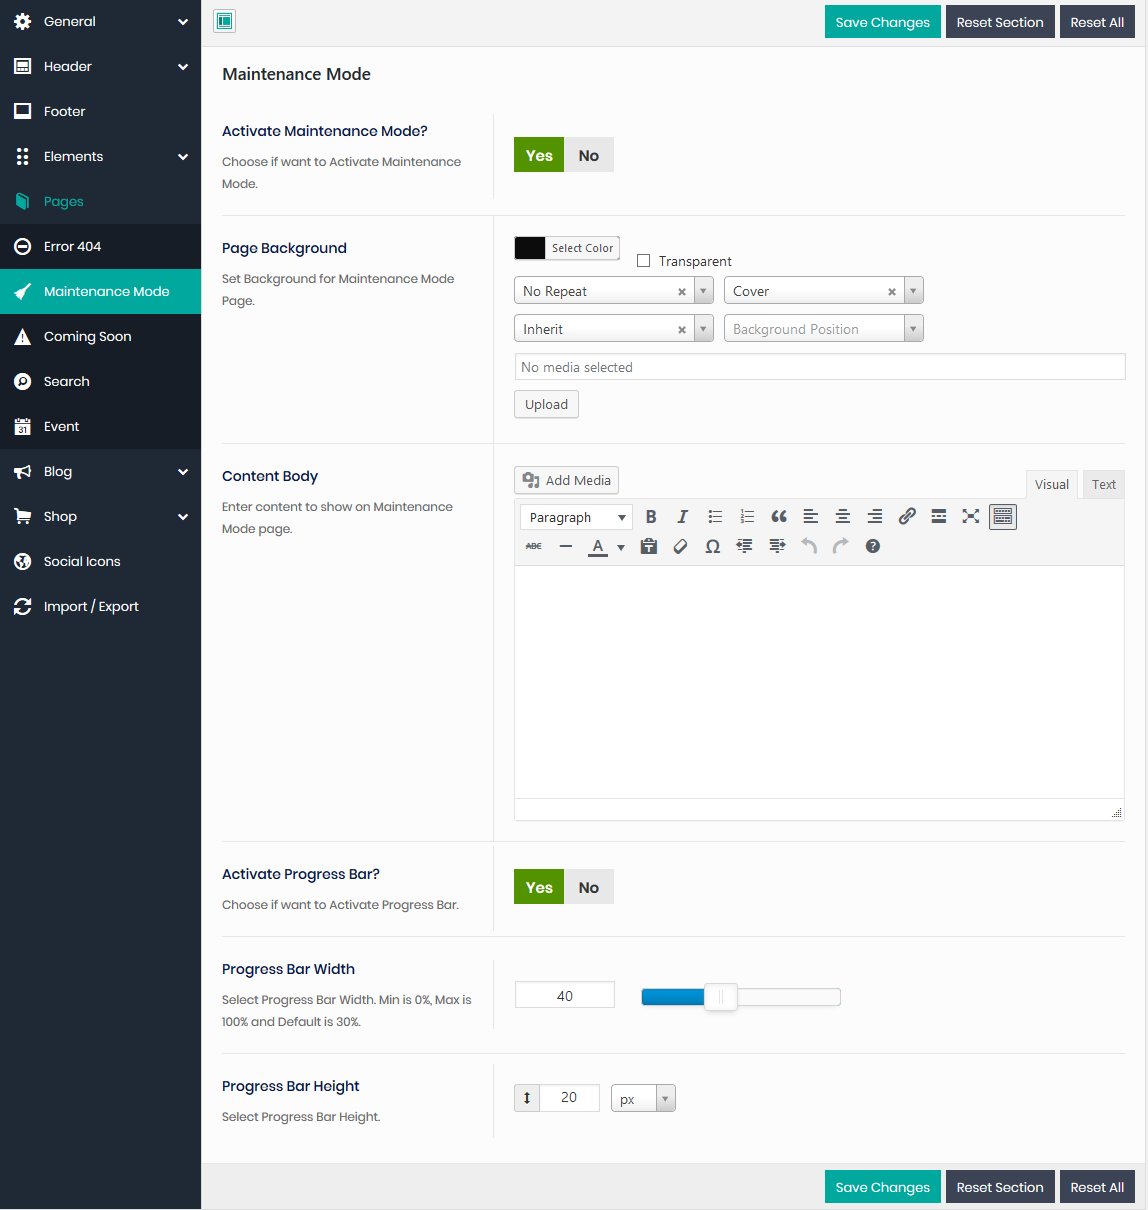 General
Header
Footer
Elements
Pages
Error 404
Maintenance Mode
Coming Soon
Search
31
Event
Blog
Shop
Social Icons
Import / Export
Save Changes
Reset Section
Reset All
Maintenance Mode
Activate Maintenance Mode?
Choose if want to Activate Maintenance
Mode.
Yes
No
Page Background
Set Background for Maintenance Mode
Page.
Select Color
Transparent
No Repeat
Cover
Inherit
Background Position
No media selected
Upload
Content Body
Enter content to show on Maintenance
Mode page.
Add Media
Visual
Text
Paragraph
B
I
ABC
A
T
Ω
?
Activate Progress Bar?
Choose if want to Activate Progress Bar.
Yes
No
Progress Bar Width
Select Progress Bar Width. Min is 0%, Max is
100% and Default is 30%.
40
Progress Bar Height
Select Progress Bar Height.
20
px
Save Changes
Reset Section
Reset All